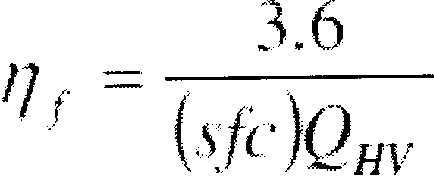 η_f = 3.6 / (sfc)Q_HV